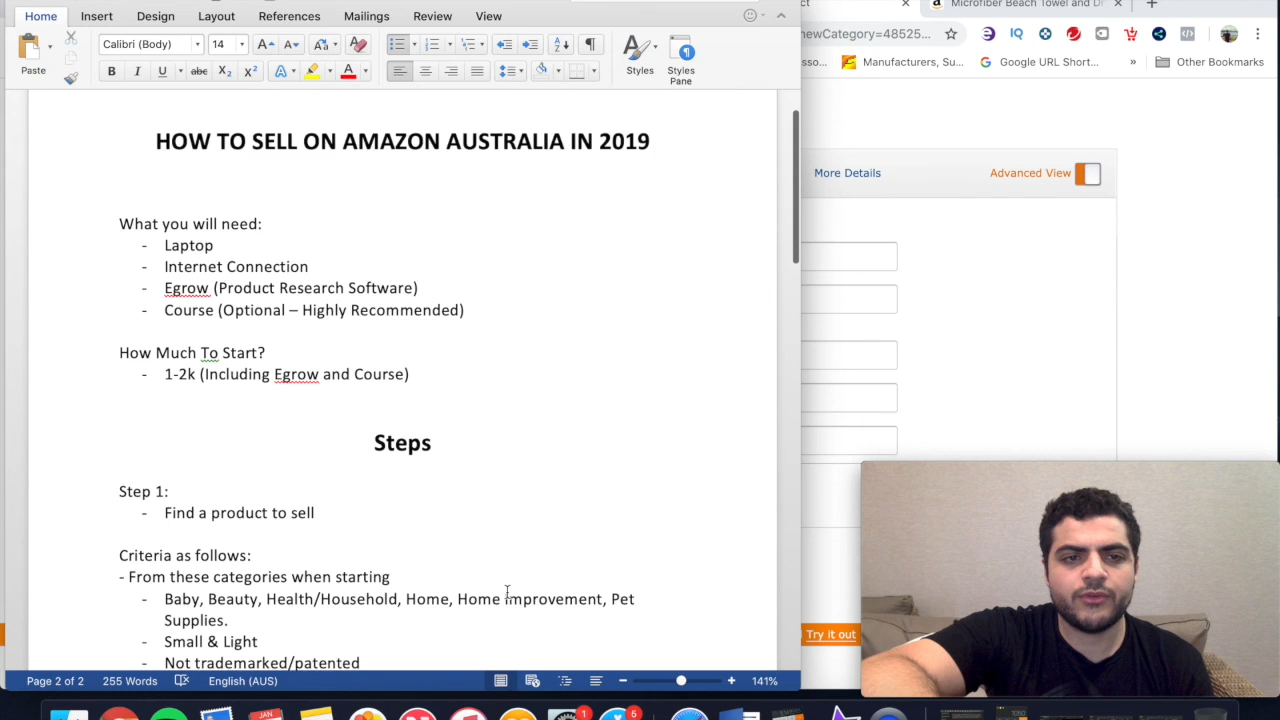 Home Insert Design Layout References Mailings Review View
Calibri (Body) 14
Paste Styles Styles Pane
HOW TO SELL ON AMAZON AUSTRALIA IN 2019
What you will need:
- Laptop
- Internet Connection
- Egrow (Product Research Software)
- Course (Optional – Highly Recommended)
How Much To Start?
- 1-2k (Including Egrow and Course)
Steps
Step 1:
- Find a product to sell
Criteria as follows:
- From these categories when starting
- Baby, Beauty, Health/Household, Home, Home Improvement, Pet
Supplies.
- Small & Light
- Not trademarked/patented
Page 2 of 2 255 Words English (AUS) 141%
Microfiber Beach Towel and Dr
newCategory=48525...
Manufacturers, Su... Google URL Short... » Other Bookmarks
More Details Advanced View
Try it out